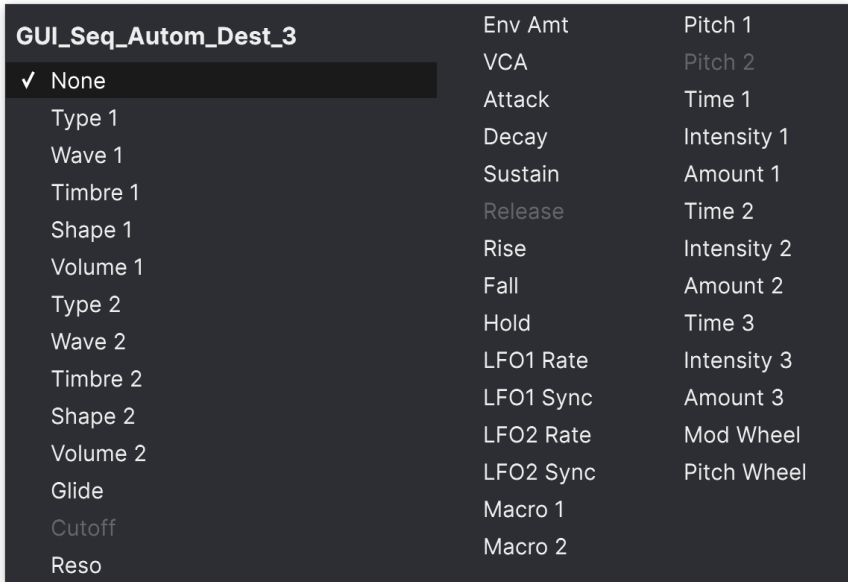 GUI_Seq_Autom_Dest_3
✓ None
Type 1
Wave 1
Timbre 1
Shape 1
Volume 1
Type 2
Wave 2
Timbre 2
Shape 2
Volume 2
Glide
Cutoff
Reso
Env Amt
VCA
Attack
Decay
Sustain
Release
Rise
Fall
Hold
LFO1 Rate
LFO1 Sync
LFO2 Rate
LFO2 Sync
Macro 1
Macro 2
Pitch 1
Pitch 2
Time 1
Intensity 1
Amount 1
Time 2
Intensity 2
Amount 2
Time 3
Intensity 3
Amount 3
Mod Wheel
Pitch Wheel